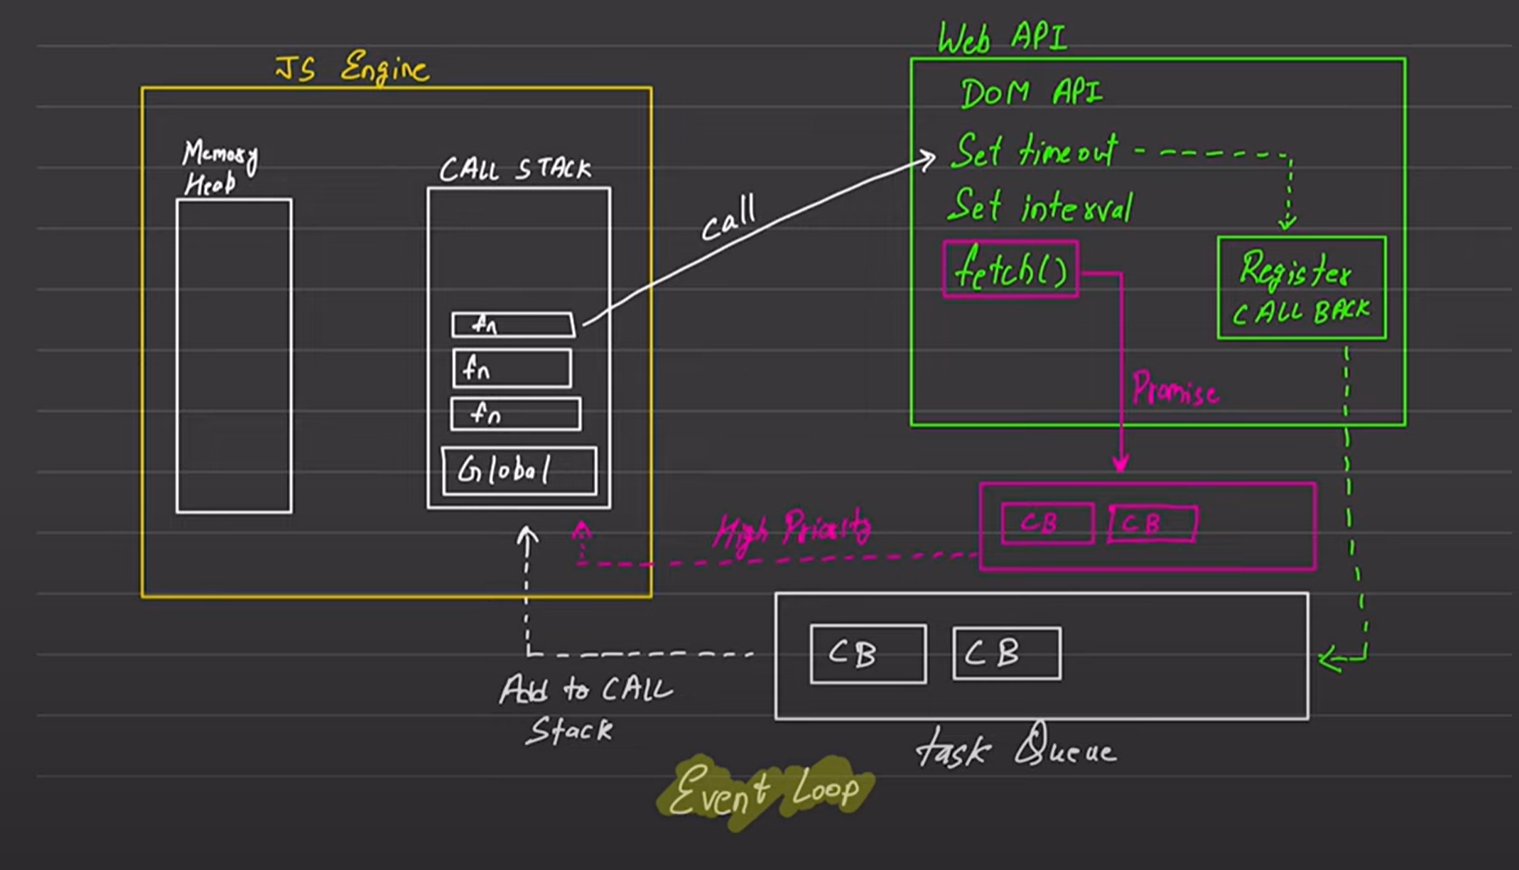 JS Engine
Memory
Heap
CALL STACK
fn
fn
fn
Global
call
Web API
DOM API
Set timeout
Set interval
fetch()
Register
CALL BACK
Promise
High Priority
CB
CB
CB
CB
Add to CALL
Stack
task Queue
Event Loop